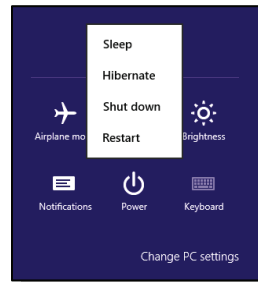 Sleep
Hibernate
Shut down
Restart
Airplane mo
Brightness
Notifications
Power
Keyboard
Change PC settings